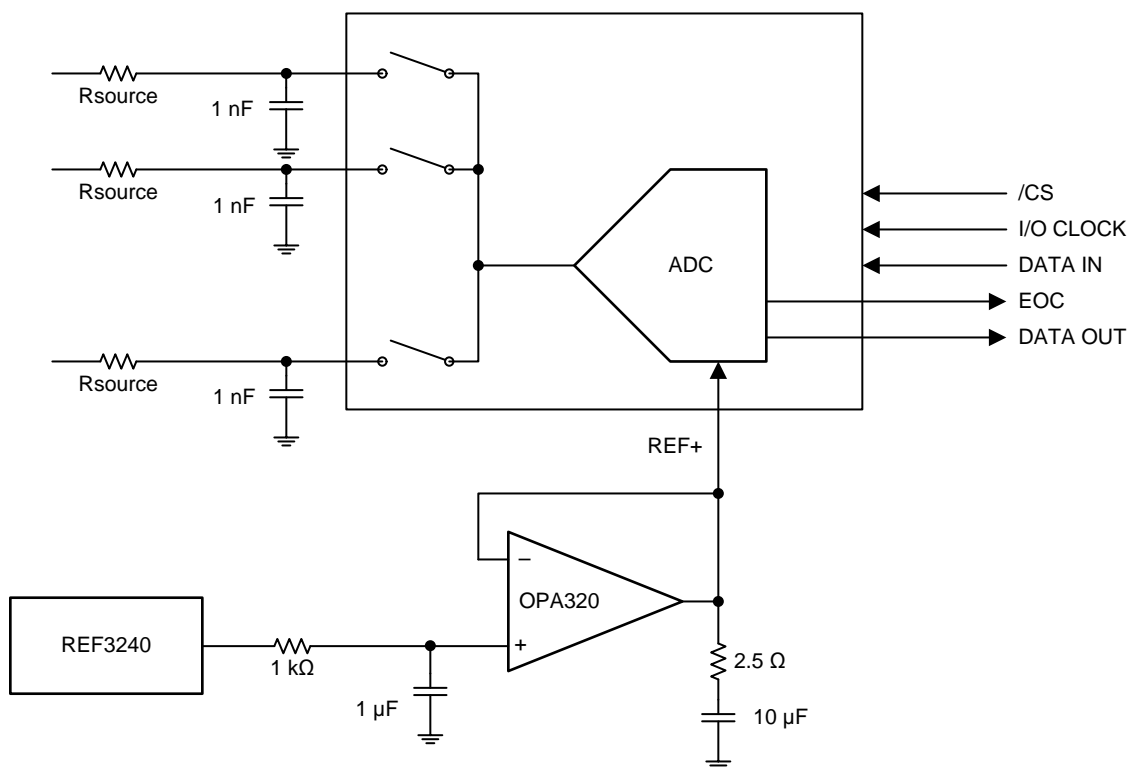 Rsource
1 nF
Rsource
1 nF
Rsource
1 nF
ADC
/CS
I/O CLOCK
DATA IN
EOC
DATA OUT
REF+
REF3240
1 kΩ
1 µF
−
OPA320
+
2.5 Ω
10 µF